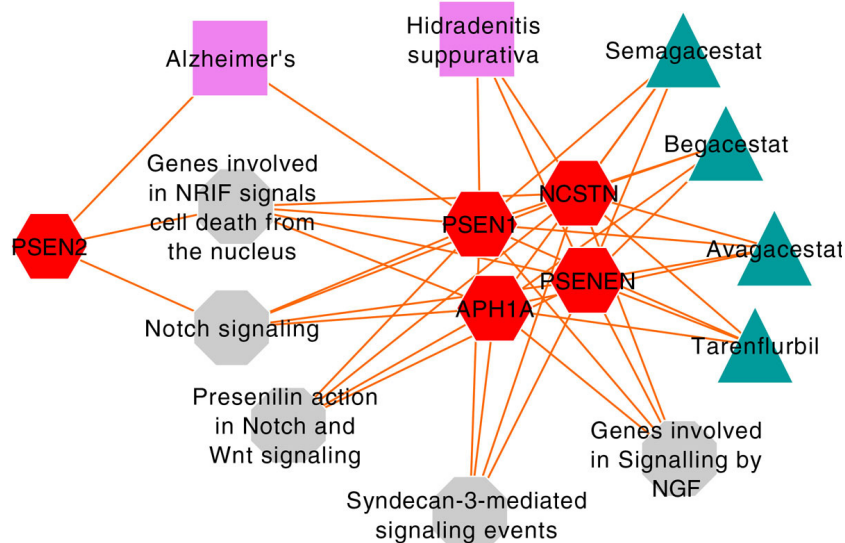 Alzheimer's
Hidradenitis
suppurativa
Semagacestat
Begacestat
Genes involved
in NRIF signals
cell death from
the nucleus
NCSTN
PSEN1
PSEN2
Avagacestat
PSENEN
APH1A
Notch signaling
Tarenflurbil
Presenilin action
in Notch and
Wnt signaling
Genes involved
in Signalling by
NGF
Syndecan-3-mediated
signaling events